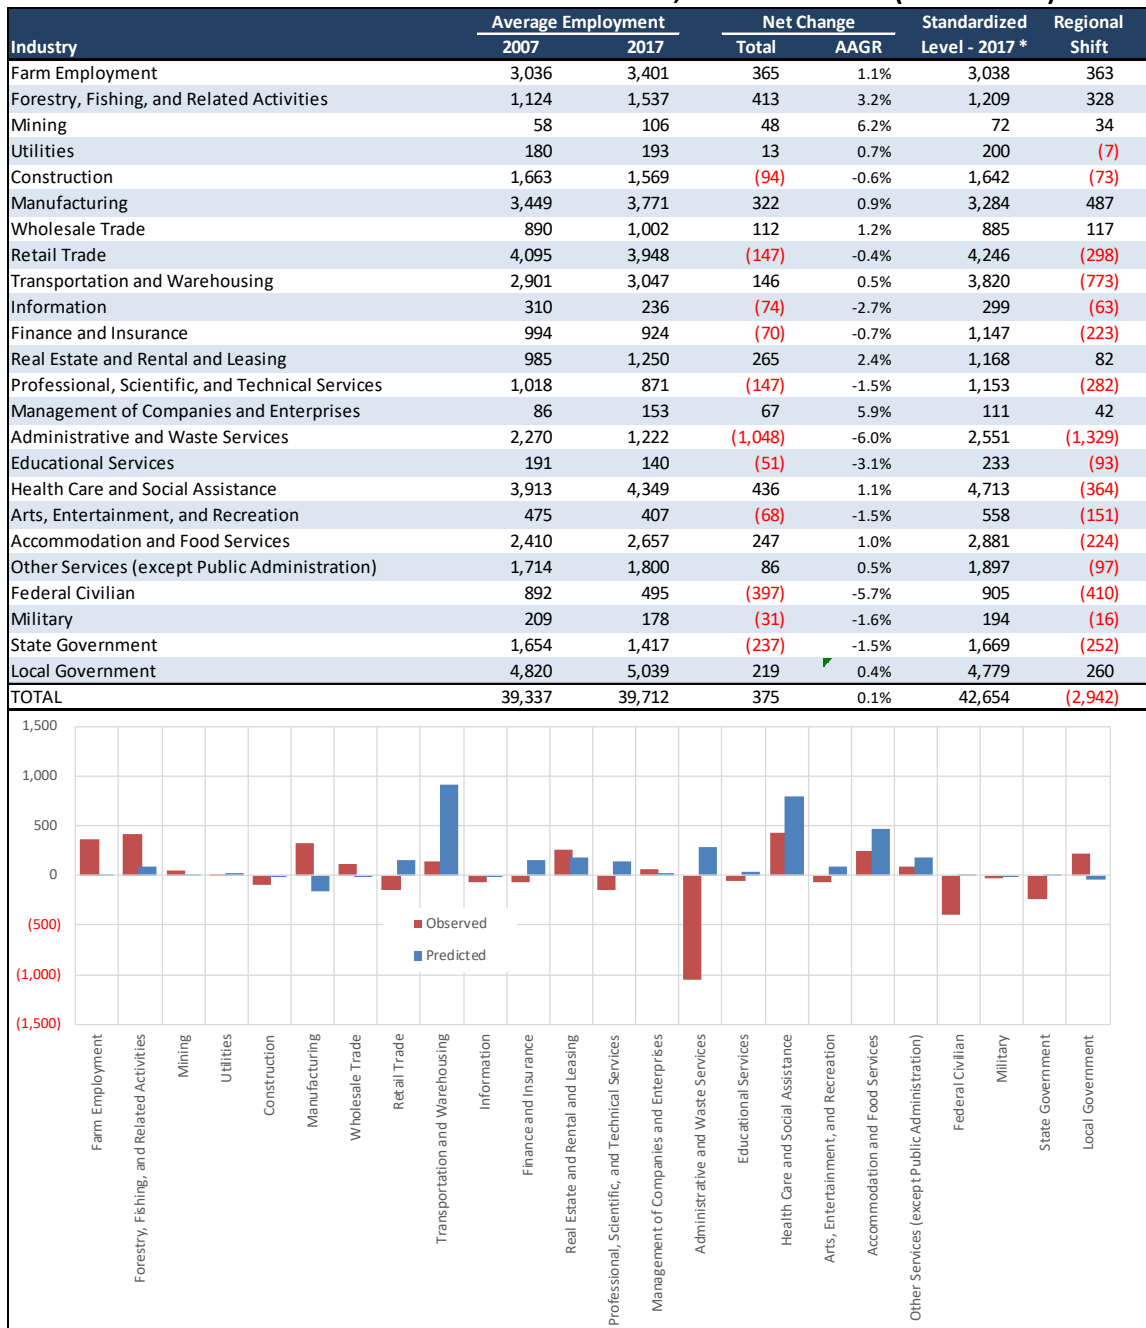 Average Employment Net Change Standardized Regional
Industry 2007 2017 Total AAGR Level - 2017 * Shift
Farm Employment 3,036 3,401 365 1.1% 3,038 363
Forestry, Fishing, and Related Activities 1,124 1,537 413 3.2% 1,209 328
Mining 58 106 48 6.2% 72 34
Utilities 180 193 13 0.7% 200 (7)
Construction 1,663 1,569 (94) -0.6% 1,642 (73)
Manufacturing 3,449 3,771 322 0.9% 3,284 487
Wholesale Trade 890 1,002 112 1.2% 885 117
Retail Trade 4,095 3,948 (147) -0.4% 4,246 (298)
Transportation and Warehousing 2,901 3,047 146 0.5% 3,820 (773)
Information 310 236 (74) -2.7% 299 (63)
Finance and Insurance 994 924 (70) -0.7% 1,147 (223)
Real Estate and Rental and Leasing 985 1,250 265 2.4% 1,168 82
Professional, Scientific, and Technical Services 1,018 871 (147) -1.5% 1,153 (282)
Management of Companies and Enterprises 86 153 67 5.9% 111 42
Administrative and Waste Services 2,270 1,222 (1,048) -6.0% 2,551 (1,329)
Educational Services 191 140 (51) -3.1% 233 (93)
Health Care and Social Assistance 3,913 4,349 436 1.1% 4,713 (364)
Arts, Entertainment, and Recreation 475 407 (68) -1.5% 558 (151)
Accommodation and Food Services 2,410 2,657 247 1.0% 2,881 (224)
Other Services (except Public Administration) 1,714 1,800 86 0.5% 1,897 (97)
Federal Civilian 892 495 (397) -5.7% 905 (410)
Military 209 178 (31) -1.6% 194 (16)
State Government 1,654 1,417 (237) -1.5% 1,669 (252)
Local Government 4,820 5,039 219 0.4% 4,779 260
TOTAL 39,337 39,712 375 0.1% 42,654 (2,942)
1,500
1,000
500
0
(500)
(1,000)
(1,500)
Observed
Predicted
Farm Employment
Forestry, Fishing, and Related Activities
Mining
Utilities
Construction
Manufacturing
Wholesale Trade
Retail Trade
Transportation and Warehousing
Information
Finance and Insurance
Real Estate and Rental and Leasing
Professional, Scientific, and Technical Services
Management of Companies and Enterprises
Administrative and Waste Services
Educational Services
Health Care and Social Assistance
Arts, Entertainment, and Recreation
Accommodation and Food Services
Other Services (except Public Administration)
Federal Civilian
Military
State Government
Local Government